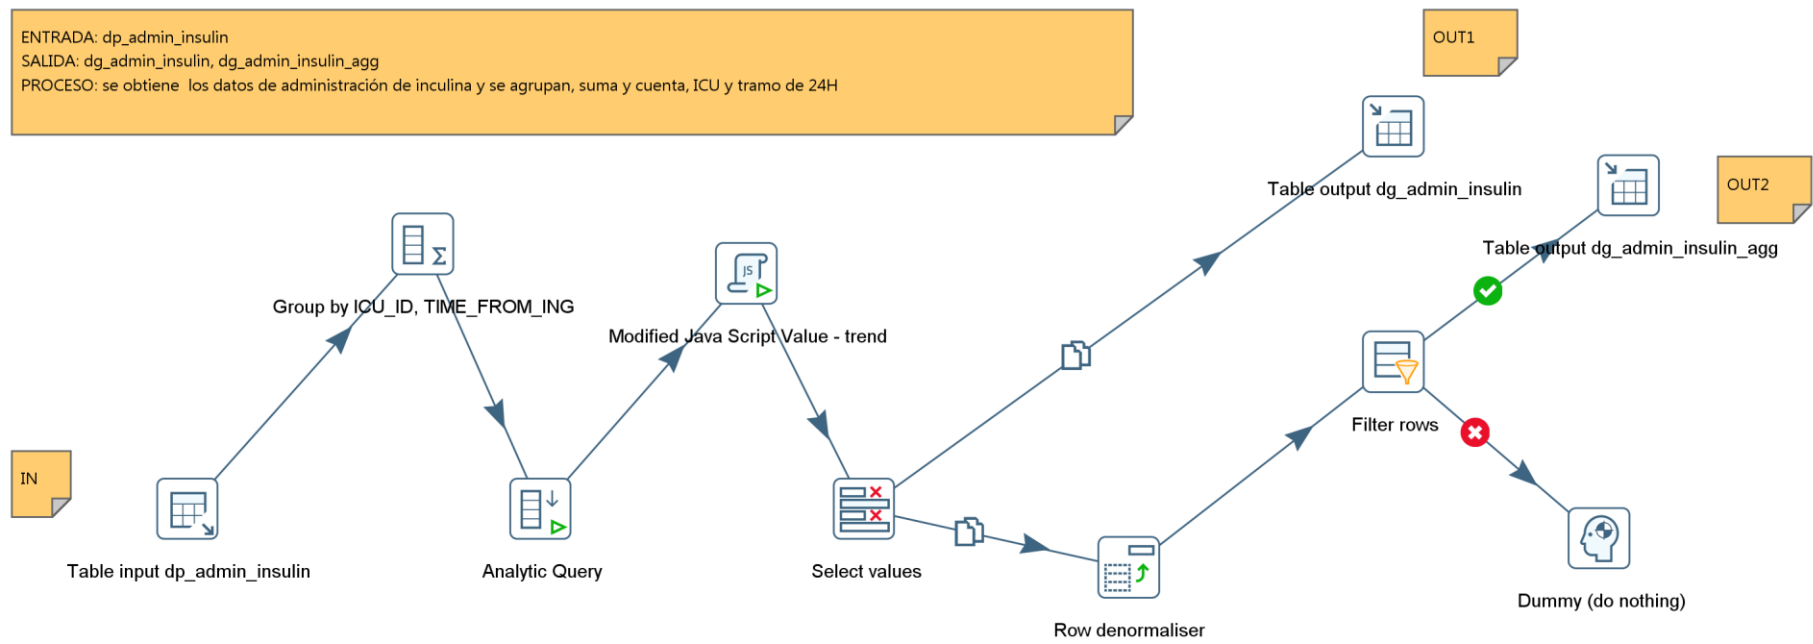 ENTRADA: dp_admin_insulin
SALIDA: dg_admin_insulin, dg_admin_insulin_agg
PROCESO: se obtiene  los datos de administración de inculina y se agrupan, suma y cuenta, ICU y tramo de 24H
OUT1
Table output dg_admin_insulin
OUT2
Table output dg_admin_insulin_agg
Group by ICU_ID, TIME_FROM_ING
JS
Modified Java Script Value - trend
Filter rows
IN
Table input dp_admin_insulin
Analytic Query
Select values
Row denormaliser
Dummy (do nothing)